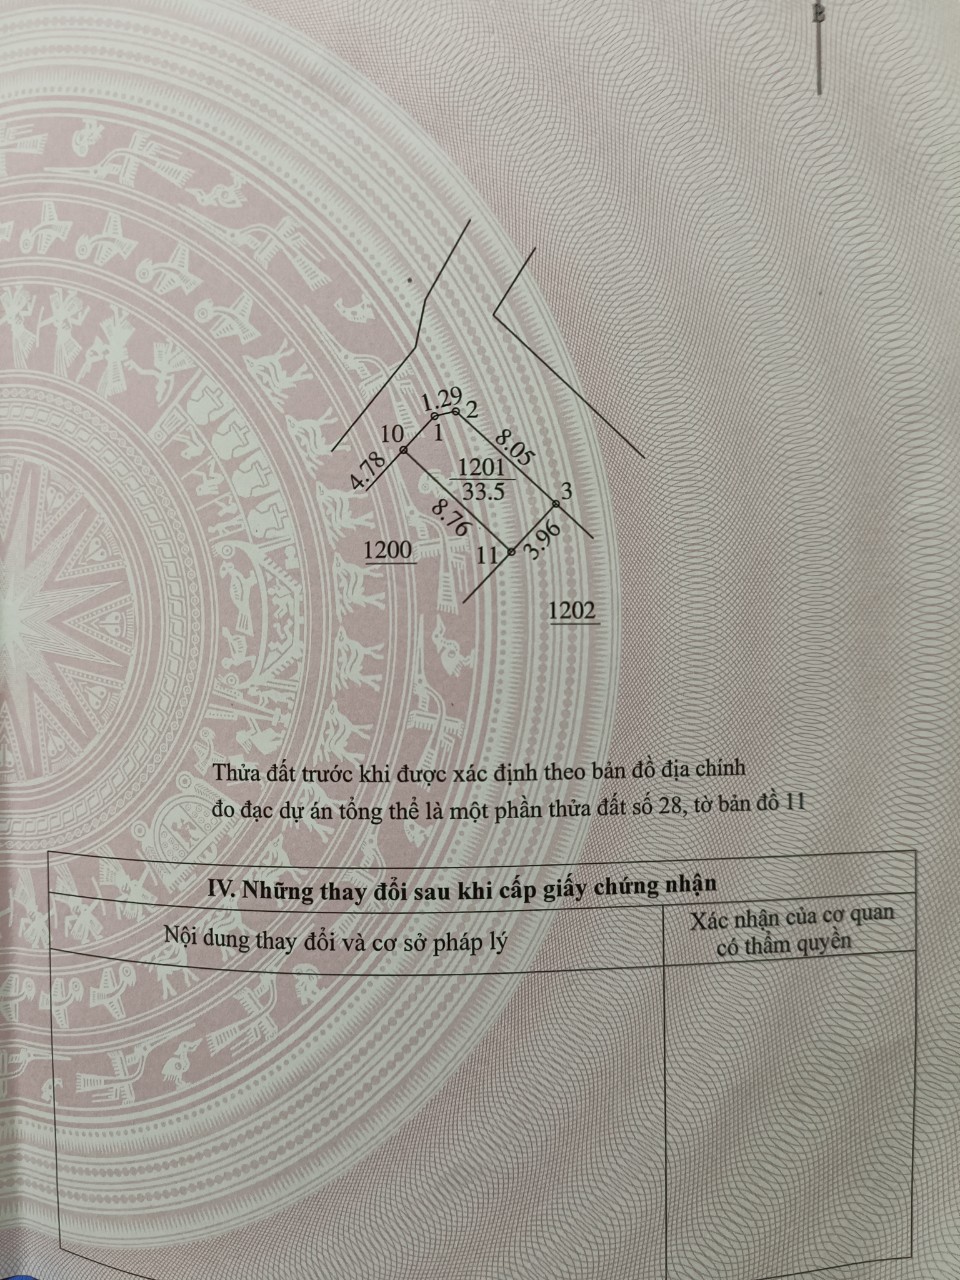 B
1.29
2
10
1
8.05
4.78
1201
33.5
3
8.76
3.96
11
1200
1202
Thửa đất trước khi được xác định theo bản đồ địa chính
đo đạc dự án tổng thể là một phần thửa đất số 28, tờ bản đồ 11
IV. Những thay đổi sau khi cấp giấy chứng nhận
Nội dung thay đổi và cơ sở pháp lý
Xác nhận của cơ quan
có thẩm quyền